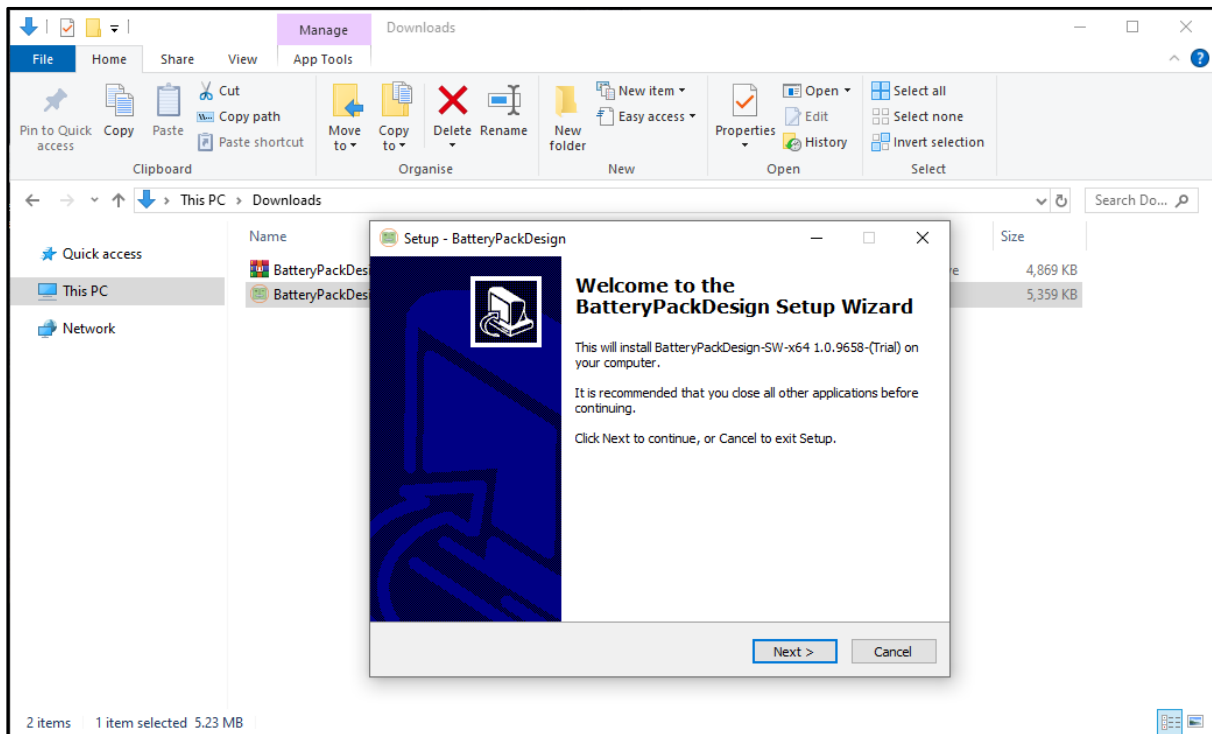 Manage Downloads
File Home Share View App Tools
Pin to Quick access
Copy
Paste
Cut
Copy path
Paste shortcut
Clipboard
Move to
Copy to
Delete
Rename
Organise
New folder
New item
Easy access
New
Properties
Open
Edit
History
Open
Select all
Select none
Invert selection
Select
This PC > Downloads
Search Do...
Quick access
This PC
Network
Name
Size
BatteryPackDesi
4,869 KB
BatteryPackDesi
5,359 KB
Setup - BatteryPackDesign
Welcome to the
BatteryPackDesign Setup Wizard
This will install BatteryPackDesign-SW-x64 1.0.9658-(Trial) on
your computer.
It is recommended that you close all other applications before
continuing.
Click Next to continue, or Cancel to exit Setup.
Next >
Cancel
2 items 1 item selected 5.23 MB